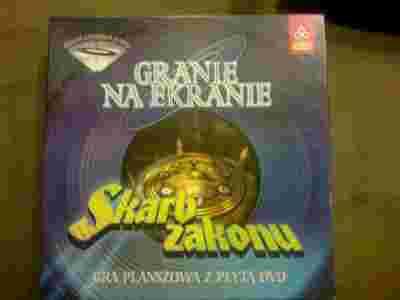 GRANIE
NA EKRANIE
Skarb
zakonu
GRA PLANSZOWA Z PŁYTĄ DVD